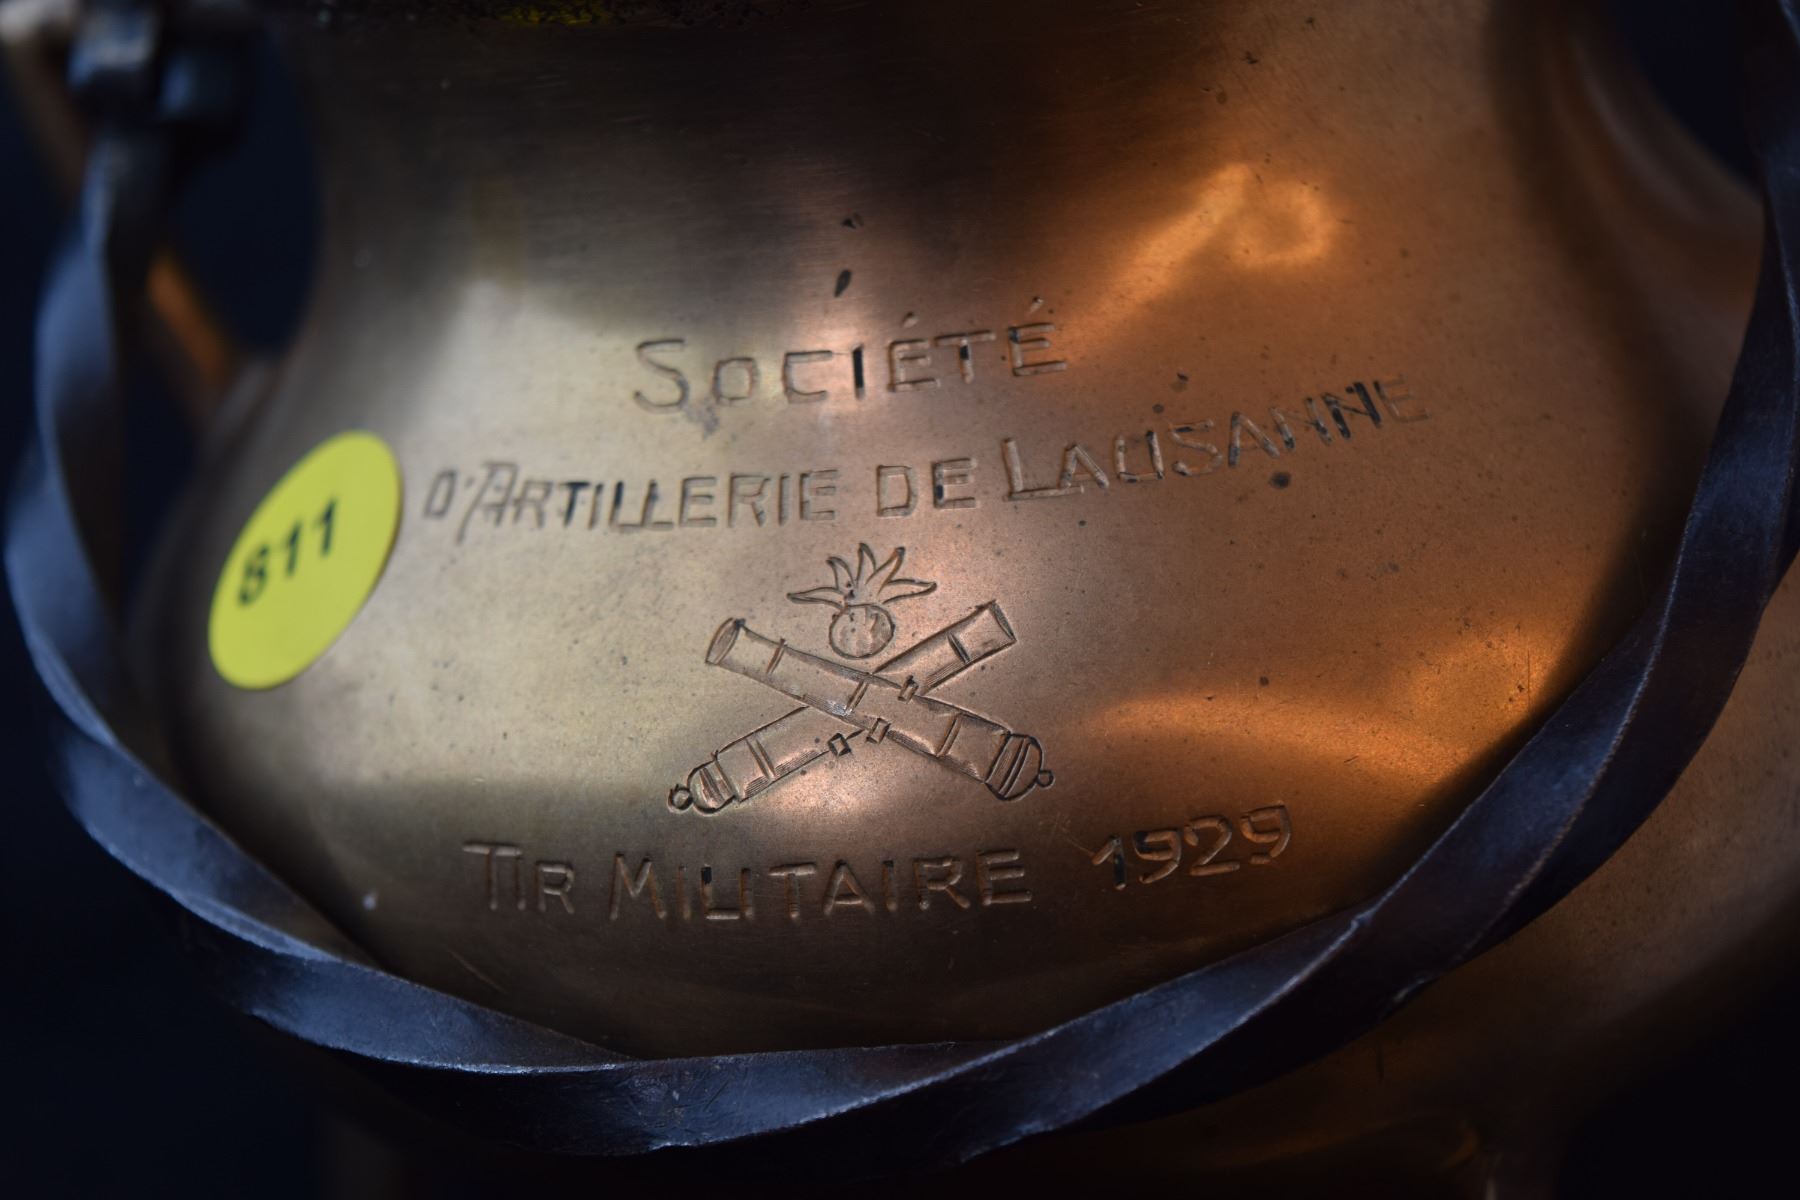 SOCIÉTÉ
D'ARTILLERIE DE LAUSANNE
811
TIR MILITAIRE 1929